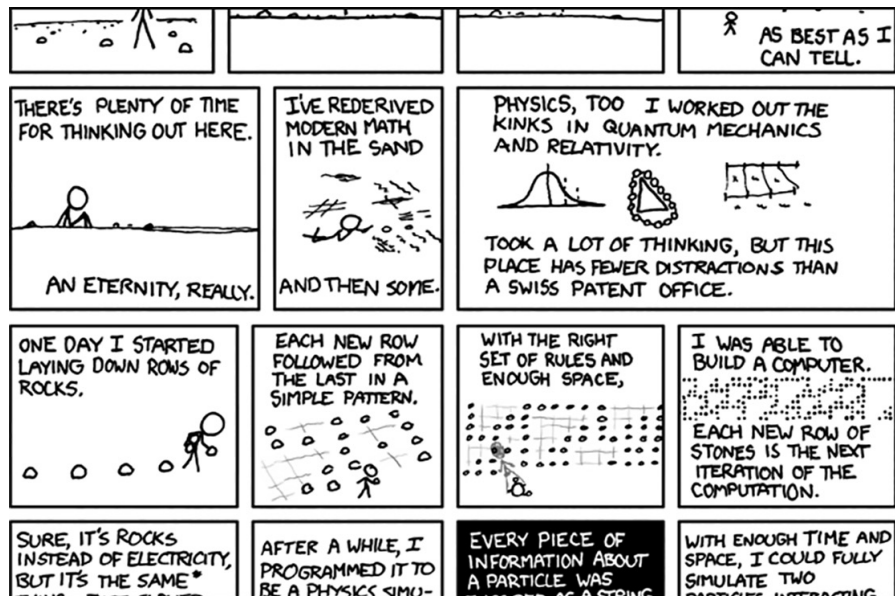 AS BEST AS I
CAN TELL.
THERE'S PLENTY OF TIME
FOR THINKING OUT HERE.
AN ETERNITY, REALLY.
I'VE REDERIVED
MODERN MATH
IN THE SAND
AND THEN SOME.
PHYSICS, TOO I WORKED OUT THE
KINKS IN QUANTUM MECHANICS
AND RELATIVITY.
TOOK A LOT OF THINKING, BUT THIS
PLACE HAS FEWER DISTRACTIONS THAN
A SWISS PATENT OFFICE.
ONE DAY I STARTED
LAYING DOWN ROWS OF
ROCKS.
EACH NEW ROW
FOLLOWED FROM
THE LAST IN A
SIMPLE PATTERN.
WITH THE RIGHT
SET OF RULES AND
ENOUGH SPACE,
I WAS ABLE TO
BUILD A COMPUTER.
EACH NEW ROW OF
STONES IS THE NEXT
ITERATION OF THE
COMPUTATION.
SURE, IT'S ROCKS
INSTEAD OF ELECTRICITY,
BUT IT'S THE SAME*
AFTER A WHILE, I
PROGRAMMED IT TO
BE A PHYSICS SIMU-
EVERY PIECE OF
INFORMATION ABOUT
A PARTICLE WAS
WITH ENOUGH TIME AND
SPACE, I COULD FULLY
SIMULATE TWO